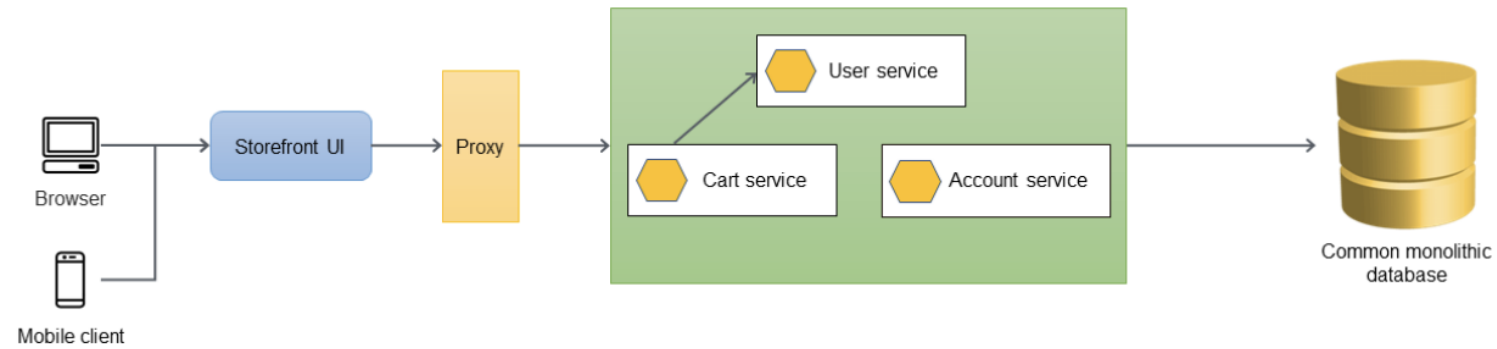 Browser
Mobile client
Storefront UI
Proxy
User service
Cart service
Account service
Common monolithic
database